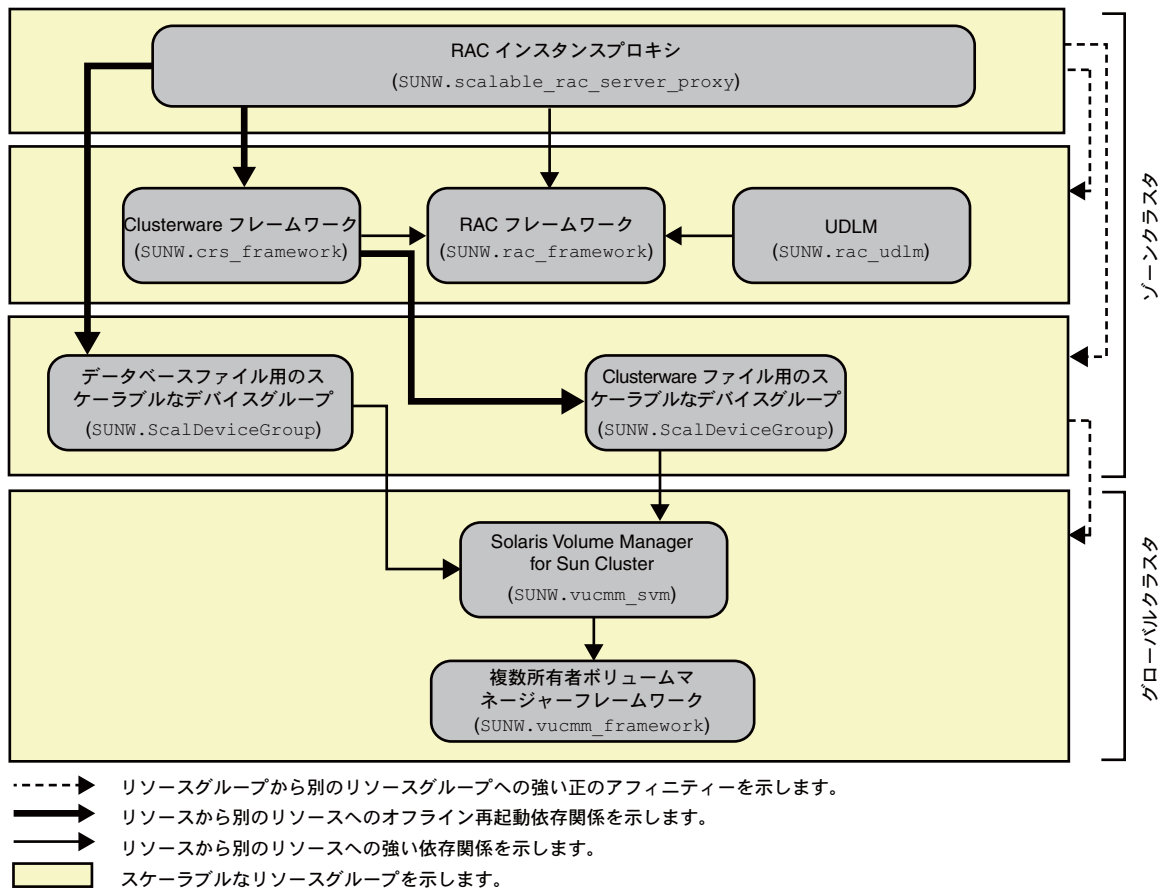 RAC インスタンスプロキシ
(SUNW.scalable_rac_server_proxy)
Clusterware フレームワーク
(SUNW.crs_framework)
RAC フレームワーク
(SUNW.rac_framework)
UDLM
(SUNW.rac_udlm)
ゾーンクラスタ
データベースファイル用のス
ケーラブルなデバイスグループ
(SUNW.ScalDeviceGroup)
Clusterware ファイル用のス
ケーラブルなデバイスグループ
(SUNW.ScalDeviceGroup)
Solaris Volume Manager
for Sun Cluster
(SUNW.vucmm_svm)
複数所有者ボリュームマ
ネージャーフレームワーク
(SUNW.vucmm_framework)
グローバルクラスタ
リソースグループから別のリソースグループへの強い正のアフィニティーを示します。
リソースから別のリソースへのオフライン再起動依存関係を示します。
リソースから別のリソースへの強い依存関係を示します。
スケーラブルなリソースグループを示します。